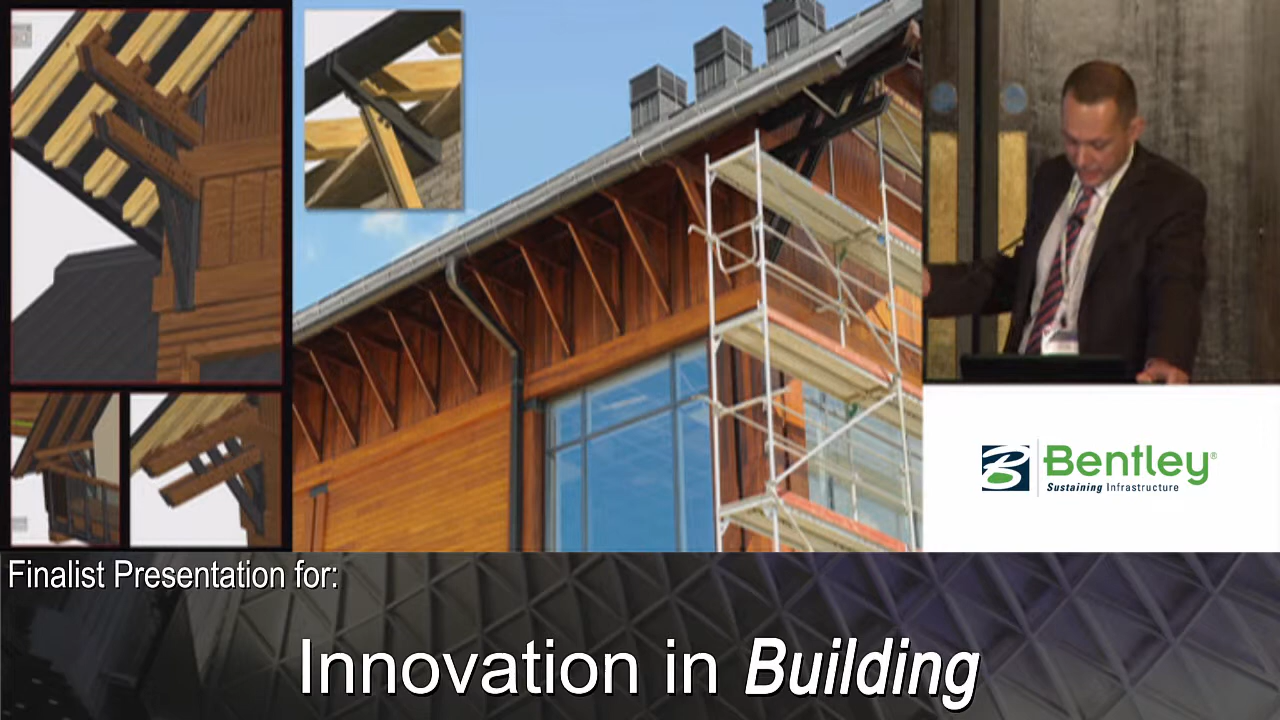 Bentley®
Sustaining Infrastructure
Finalist Presentation for:
Innovation in Building